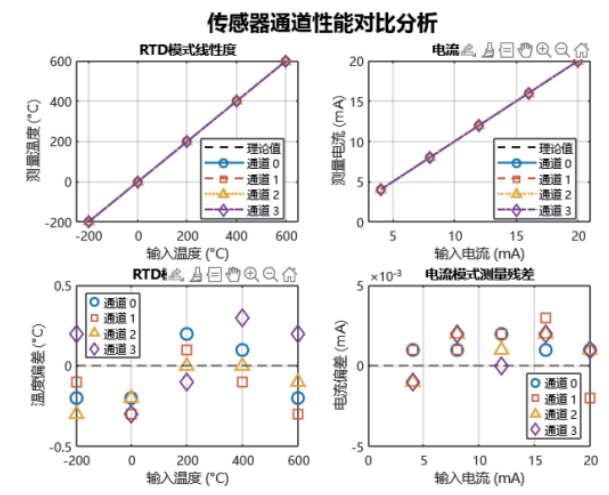 传感器通道性能对比分析
RTD模式线性度
600
400
200
0
-200
测量温度 (°C)
理论值
通道 0
通道 1
通道 2
通道 3
-200 0 200 400 600
输入温度 (°C)
电流
20
15
10
5
0
测量电流 (mA)
理论值
通道 0
通道 1
通道 2
通道 3
5 10 15 20
输入电流 (mA)
RTD
0.5
0
-0.5
温度偏差 (°C)
通道 0
通道 1
通道 2
通道 3
-200 0 200 400 600
输入温度 (°C)
电流模式测量残差
×10-3
5
0
-5
电流偏差 (mA)
通道 0
通道 1
通道 2
通道 3
0 5 10 15 20
输入电流 (mA)